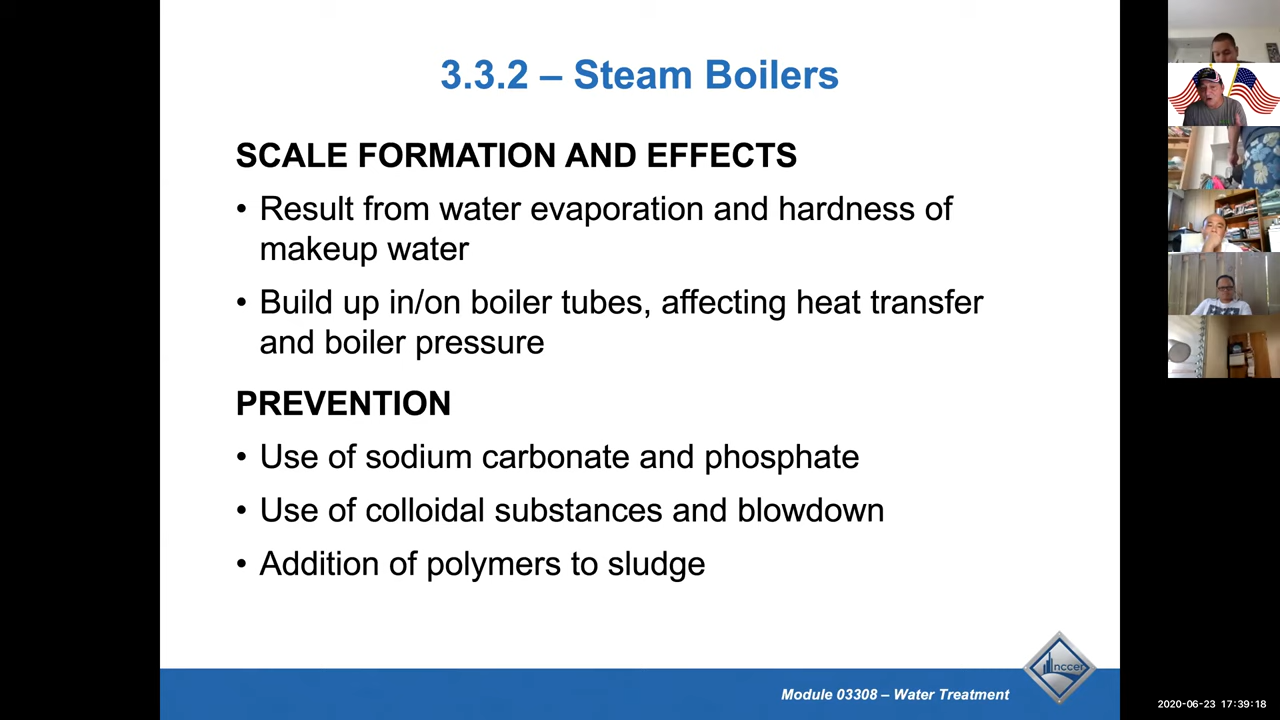 3.3.2 – Steam Boilers
SCALE FORMATION AND EFFECTS
• Result from water evaporation and hardness of
makeup water
• Build up in/on boiler tubes, affecting heat transfer
and boiler pressure
PREVENTION
• Use of sodium carbonate and phosphate
• Use of colloidal substances and blowdown
• Addition of polymers to sludge
nccer
Module 03308 – Water Treatment
2020-06-23 17:39:18